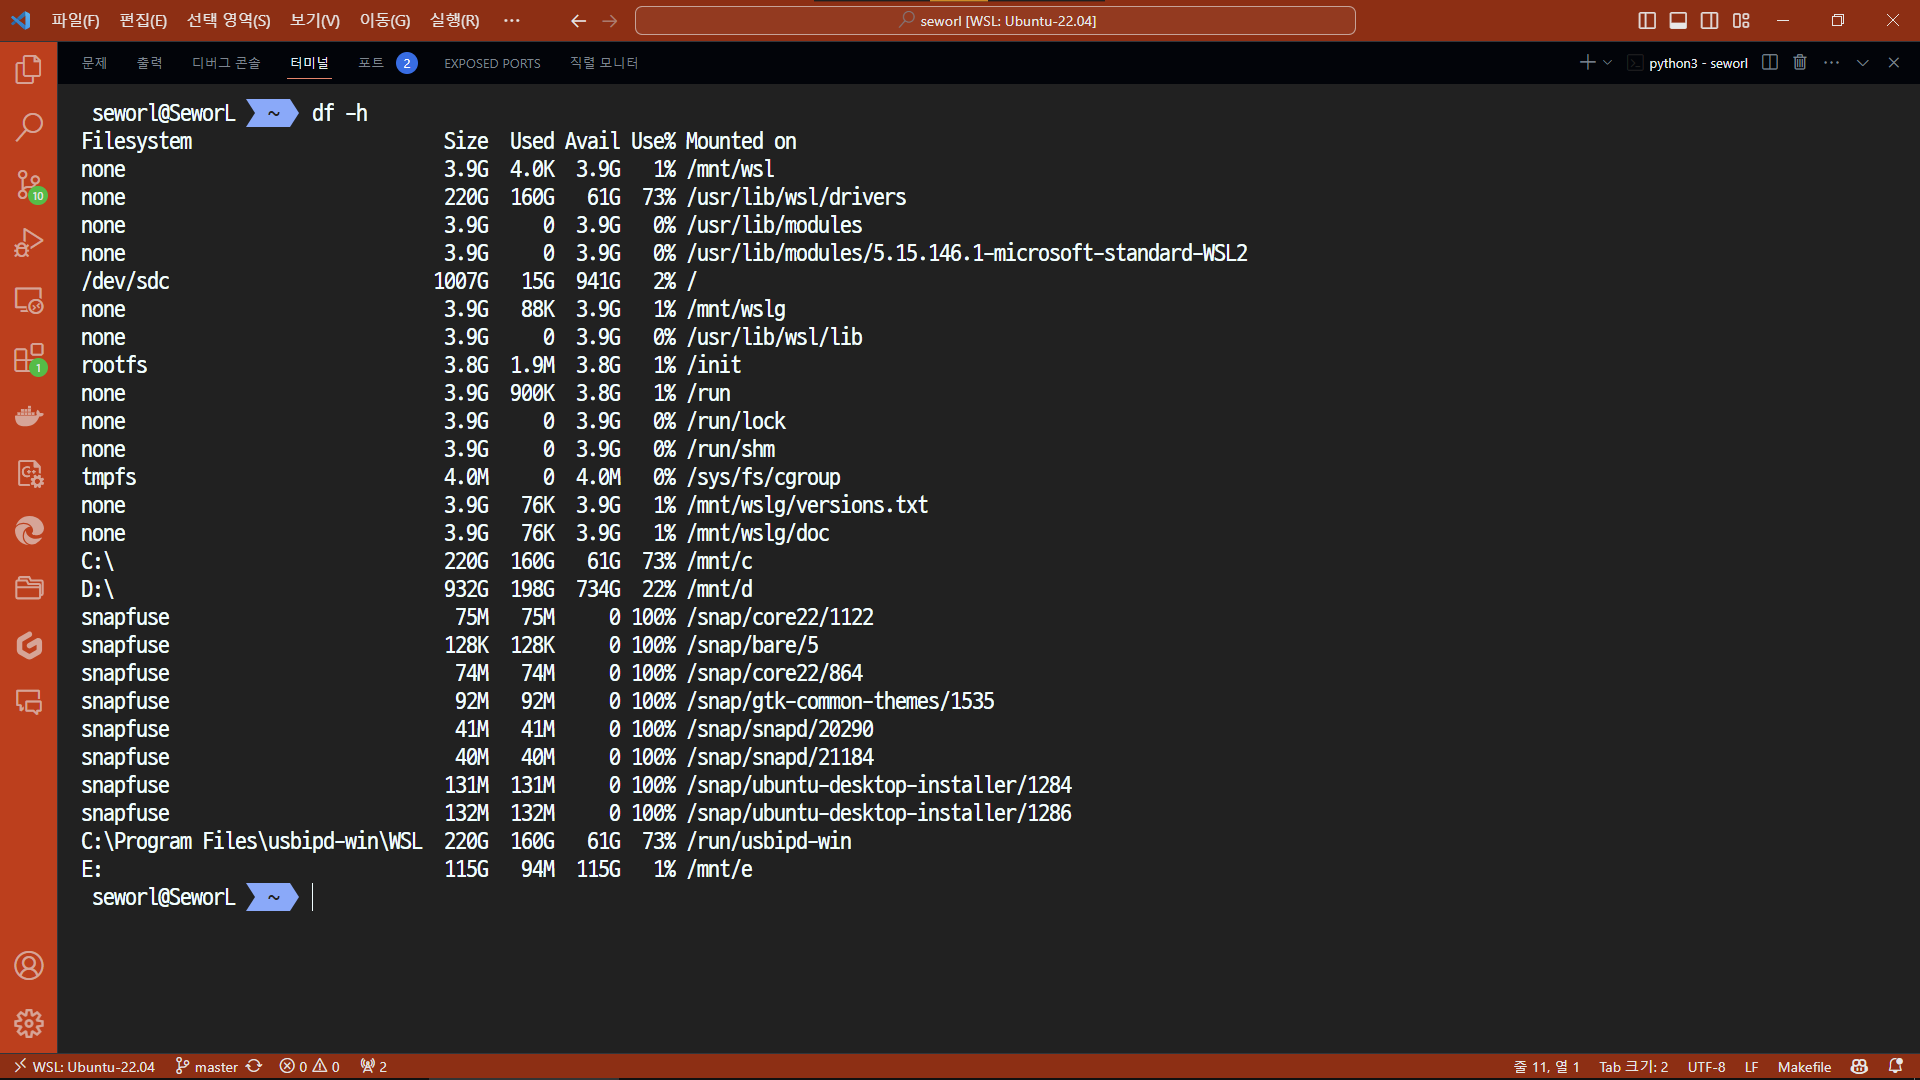 파일(F) 편집(E) 선택 영역(S) 보기(V) 이동(G) 실행(R) ··· seworl [WSL: Ubuntu-22.04]
문제 출력 디버그 콘솔 터미널 포트 2 EXPOSED PORTS 직렬 모니터 python3 - seworl
seworl@SeworL ~ df -h
Filesystem Size Used Avail Use% Mounted on
none 3.9G 4.0K 3.9G 1% /mnt/wsl
none 220G 160G 61G 73% /usr/lib/wsl/drivers
none 3.9G 0 3.9G 0% /usr/lib/modules
none 3.9G 0 3.9G 0% /usr/lib/modules/5.15.146.1-microsoft-standard-WSL2
/dev/sdc 1007G 15G 941G 2% /
none 3.9G 88K 3.9G 1% /mnt/wslg
none 3.9G 0 3.9G 0% /usr/lib/wsl/lib
rootfs 3.8G 1.9M 3.8G 1% /init
none 3.9G 900K 3.8G 1% /run
none 3.9G 0 3.9G 0% /run/lock
none 3.9G 0 3.9G 0% /run/shm
tmpfs 4.0M 0 4.0M 0% /sys/fs/cgroup
none 3.9G 76K 3.9G 1% /mnt/wslg/versions.txt
none 3.9G 76K 3.9G 1% /mnt/wslg/doc
C:\ 220G 160G 61G 73% /mnt/c
D:\ 932G 198G 734G 22% /mnt/d
snapfuse 75M 75M 0 100% /snap/core22/1122
snapfuse 128K 128K 0 100% /snap/bare/5
snapfuse 74M 74M 0 100% /snap/core22/864
snapfuse 92M 92M 0 100% /snap/gtk-common-themes/1535
snapfuse 41M 41M 0 100% /snap/snapd/20290
snapfuse 40M 40M 0 100% /snap/snapd/21184
snapfuse 131M 131M 0 100% /snap/ubuntu-desktop-installer/1284
snapfuse 132M 132M 0 100% /snap/ubuntu-desktop-installer/1286
C:\Program Files\usbipd-win\WSL 220G 160G 61G 73% /run/usbipd-win
E: 115G 94M 115G 1% /mnt/e
seworl@SeworL ~
10
1
WSL: Ubuntu-22.04 master 0 0 2 줄 11, 열 1 Tab 크기: 2 UTF-8 LF Makefile